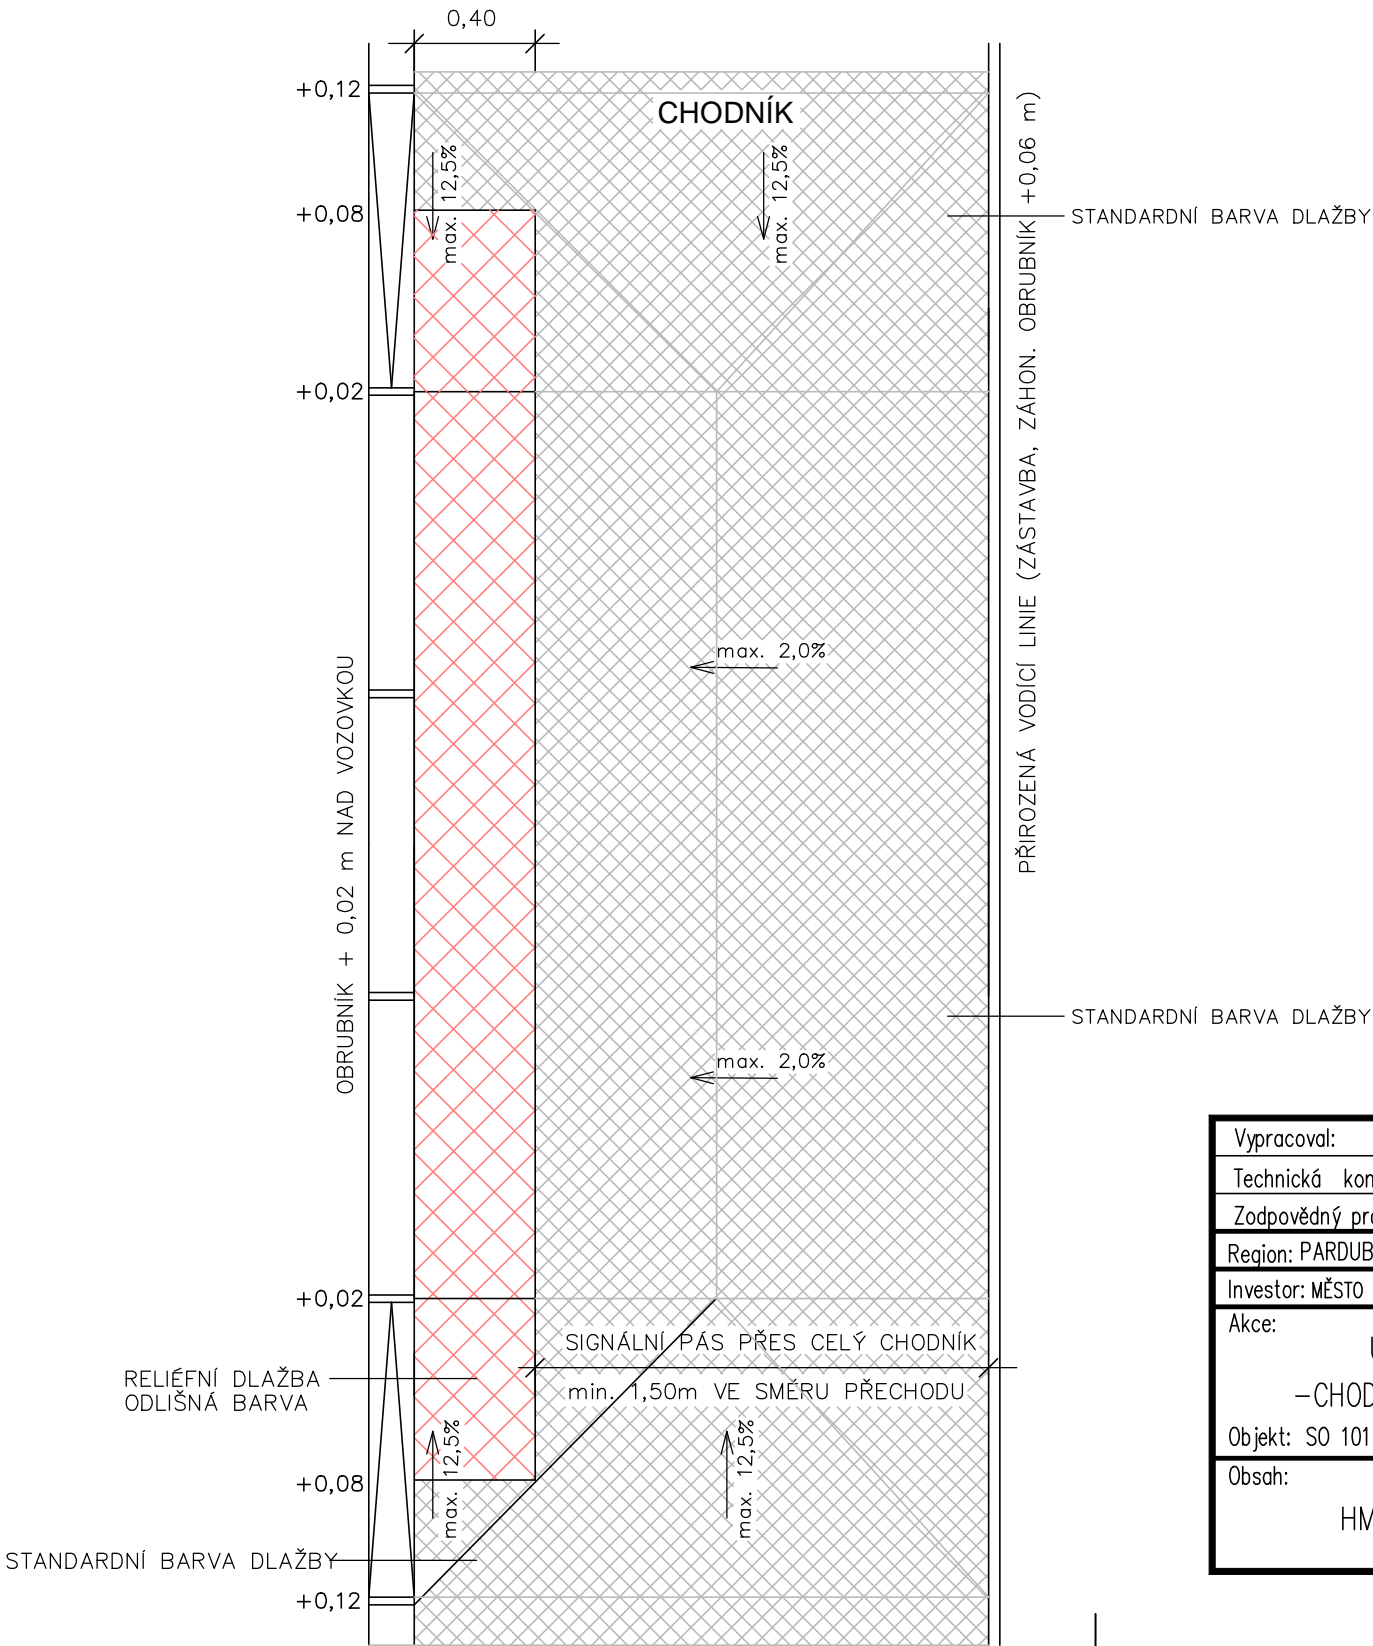 0,40
+0,12
CHODNÍK
max. 12,5%
max. 12,5%
+0,08
STANDARDNÍ BARVA DLAŽBY
PŘIROZENÁ VODÍCÍ LINIE (ZÁSTAVBA, ZÁHON. OBRUBNÍK +0,06 m)
+0,02
max. 2,0%
OBRUBNÍK + 0,02 m NAD VOZOVKOU
STANDARDNÍ BARVA DLAŽBY
max. 2,0%
+0,02
SIGNÁLNÍ PÁS PŘES CELÝ CHODNÍK
min. 1,50m VE SMĚRU PŘECHODU
RELIÉFNÍ DLAŽBA
ODLIŠNÁ BARVA
max. 12,5%
max. 12,5%
+0,08
STANDARDNÍ BARVA DLAŽBY
+0,12
Vypracoval:
Technická kon
Zodpovědný pro
Region: PARDUB
Investor: MĚSTO
Akce:
U
-CHOD
Objekt: SO 101
Obsah:
HM